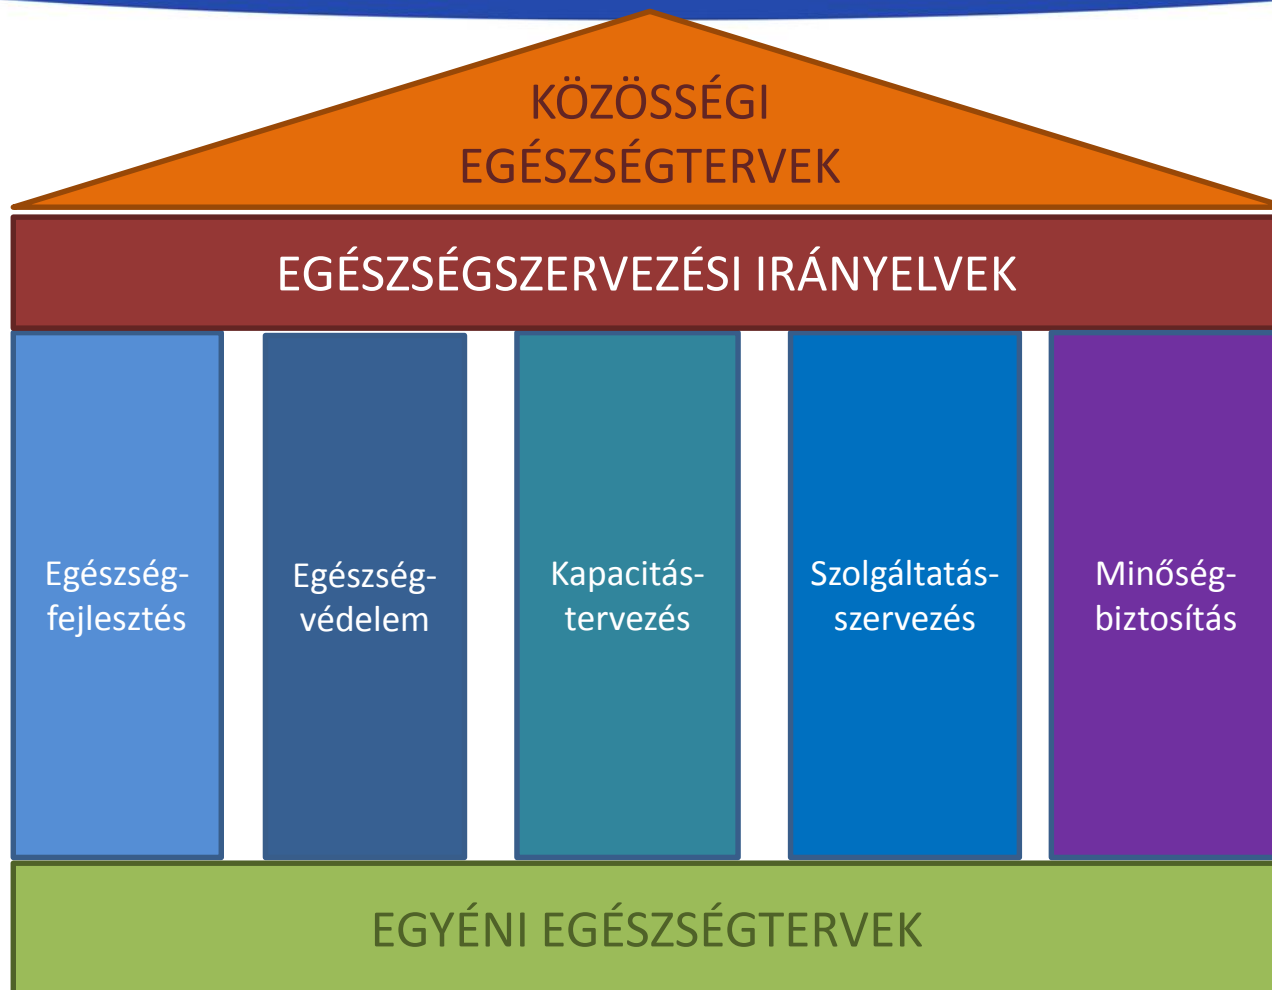 KÖZÖSSÉGI
EGÉSZSÉGTERVEK
EGÉSZSÉGSZERVEZÉSI IRÁNYELVEK
Egészség-
fejlesztés
Egészség-
védelem
Kapacitás-
tervezés
Szolgáltatás-
szervezés
Minőség-
biztosítás
EGYÉNI EGÉSZSÉGTERVEK